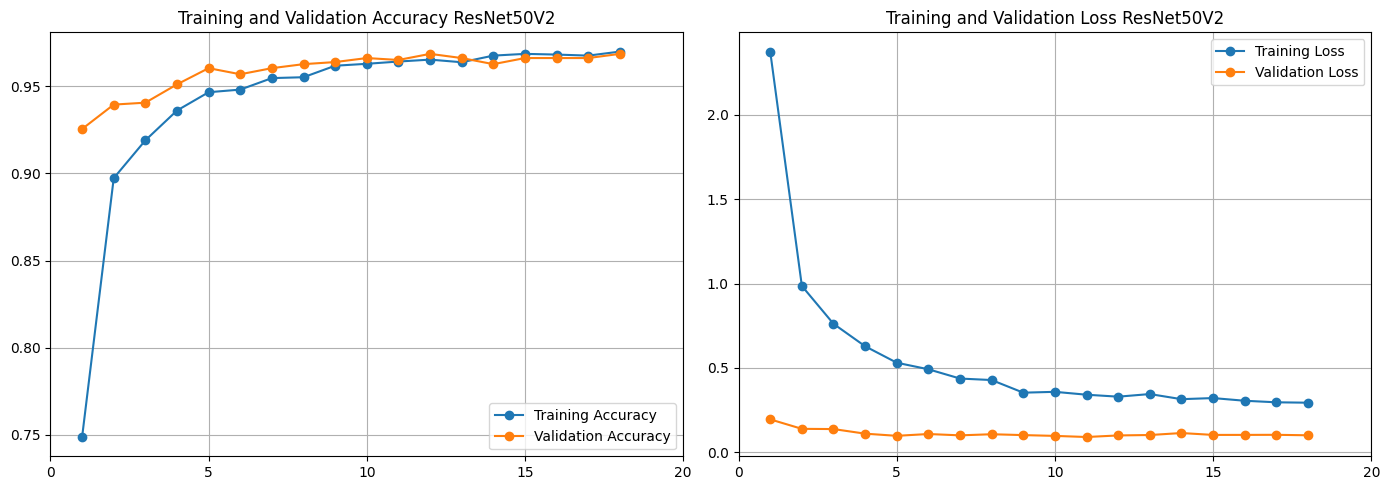 Training and Validation Accuracy ResNet50V2
0.95
0.90
0.85
0.80
0.75
0 5 10 15 20
Training Accuracy
Validation Accuracy
Training and Validation Loss ResNet50V2
2.0
1.5
1.0
0.5
0.0
0 5 10 15 20
Training Loss
Validation Loss